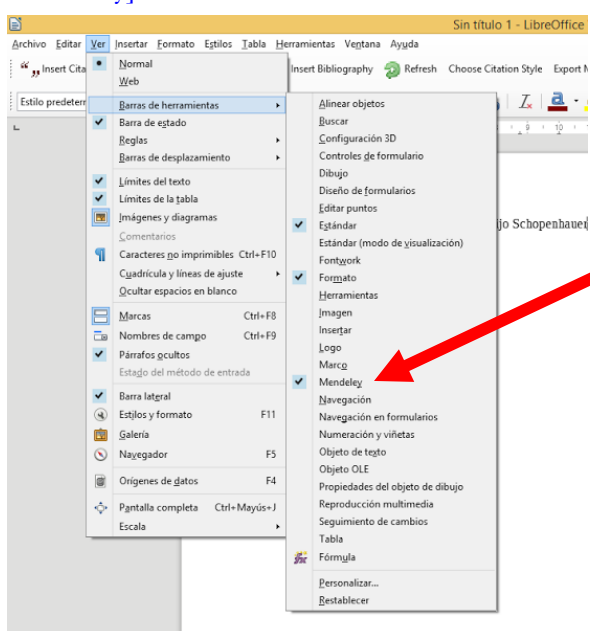 y]
Sin título 1 - LibreOffice
Archivo Editar Ver Insertar Formato Estilos Tabla Herramientas Ventana Ayuda
Insert Cita
Insert Bibliography Refresh Choose Citation Style Export
Estilo predeter
9 10
Normal
Web
Barras de herramientas
Barra de estado
Reglas
Barras de desplazamiento
Límites del texto
Límites de la tabla
Imágenes y diagramas
Comentarios
Caracteres no imprimibles Ctrl+F10
Cuadrícula y líneas de ajuste
Ocultar espacios en blanco
Marcas Ctrl+F8
Nombres de campo Ctrl+F9
Párrafos ocultos
Estado del método de entrada
Barra lateral
Estilos y formato F11
Galería
Navegador F5
Orígenes de datos F4
Pantalla completa Ctrl+Mayús+J
Escala
Alinear objetos
Buscar
Configuración 3D
Controles de formulario
Dibujo
Diseño de formularios
Editar puntos
Estándar
Estándar (modo de visualización)
Fontwork
Formato
Herramientas
Imagen
Insertar
Logo
Marco
Mendeley
Navegación
Navegación en formularios
Numeración y viñetas
Objeto de texto
Objeto OLE
Propiedades del objeto de dibujo
Reproducción multimedia
Seguimiento de cambios
Tabla
Fórmula
Personalizar...
Restablecer
ijo Schopenhauer